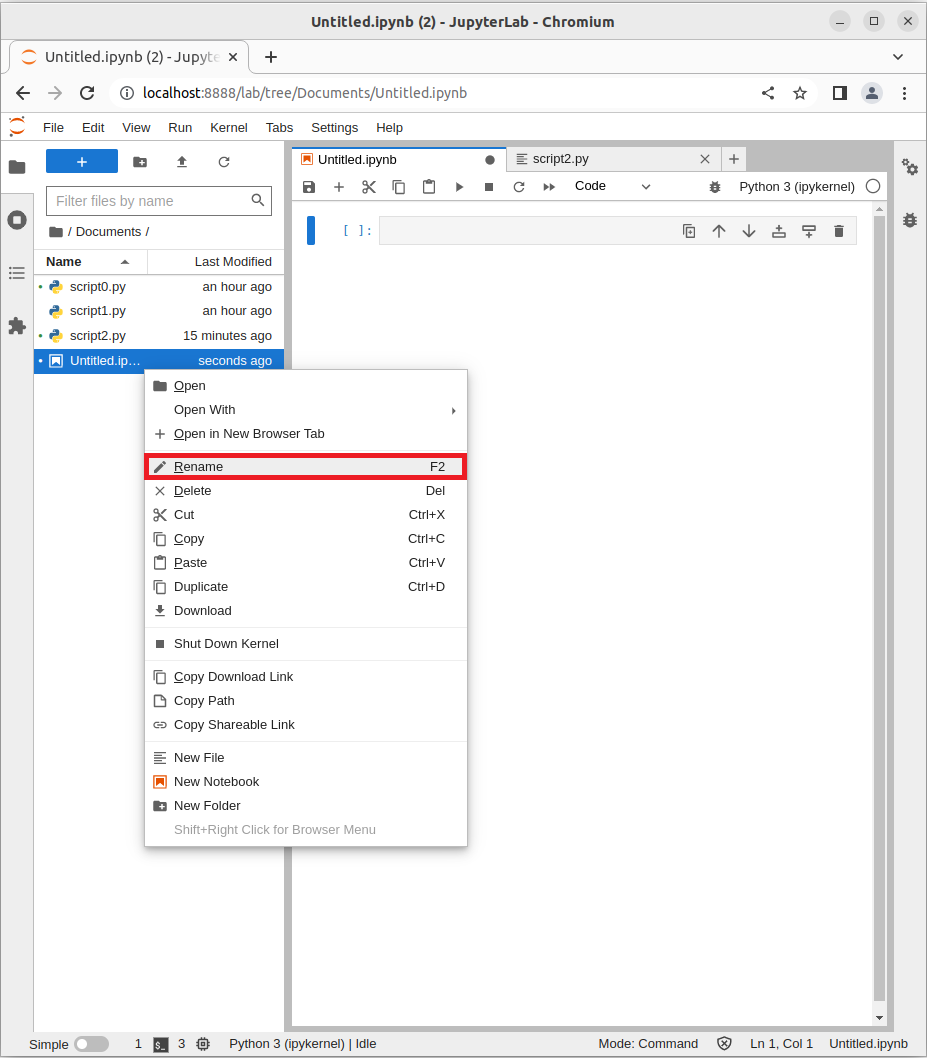 Untitled.ipynb (2) - JupyterLab - Chromium
Untitled.ipynb (2) - Jupyte
localhost:8888/lab/tree/Documents/Untitled.ipynb
File Edit View Run Kernel Tabs Settings Help
Untitled.ipynb script2.py
Code Python 3 (ipykernel)
Filter files by name
/ Documents /
[ ]:
Name Last Modified
script0.py an hour ago
script1.py an hour ago
script2.py 15 minutes ago
Untitled.ip... seconds ago
Open
Open With
Open in New Browser Tab
Rename F2
Delete Del
Cut Ctrl+X
Copy Ctrl+C
Paste Ctrl+V
Duplicate Ctrl+D
Download
Shut Down Kernel
Copy Download Link
Copy Path
Copy Shareable Link
New File
New Notebook
New Folder
Shift+Right Click for Browser Menu
Simple 1 $_ 3 Python 3 (ipykernel) | Idle Mode: Command Ln 1, Col 1 Untitled.ipynb